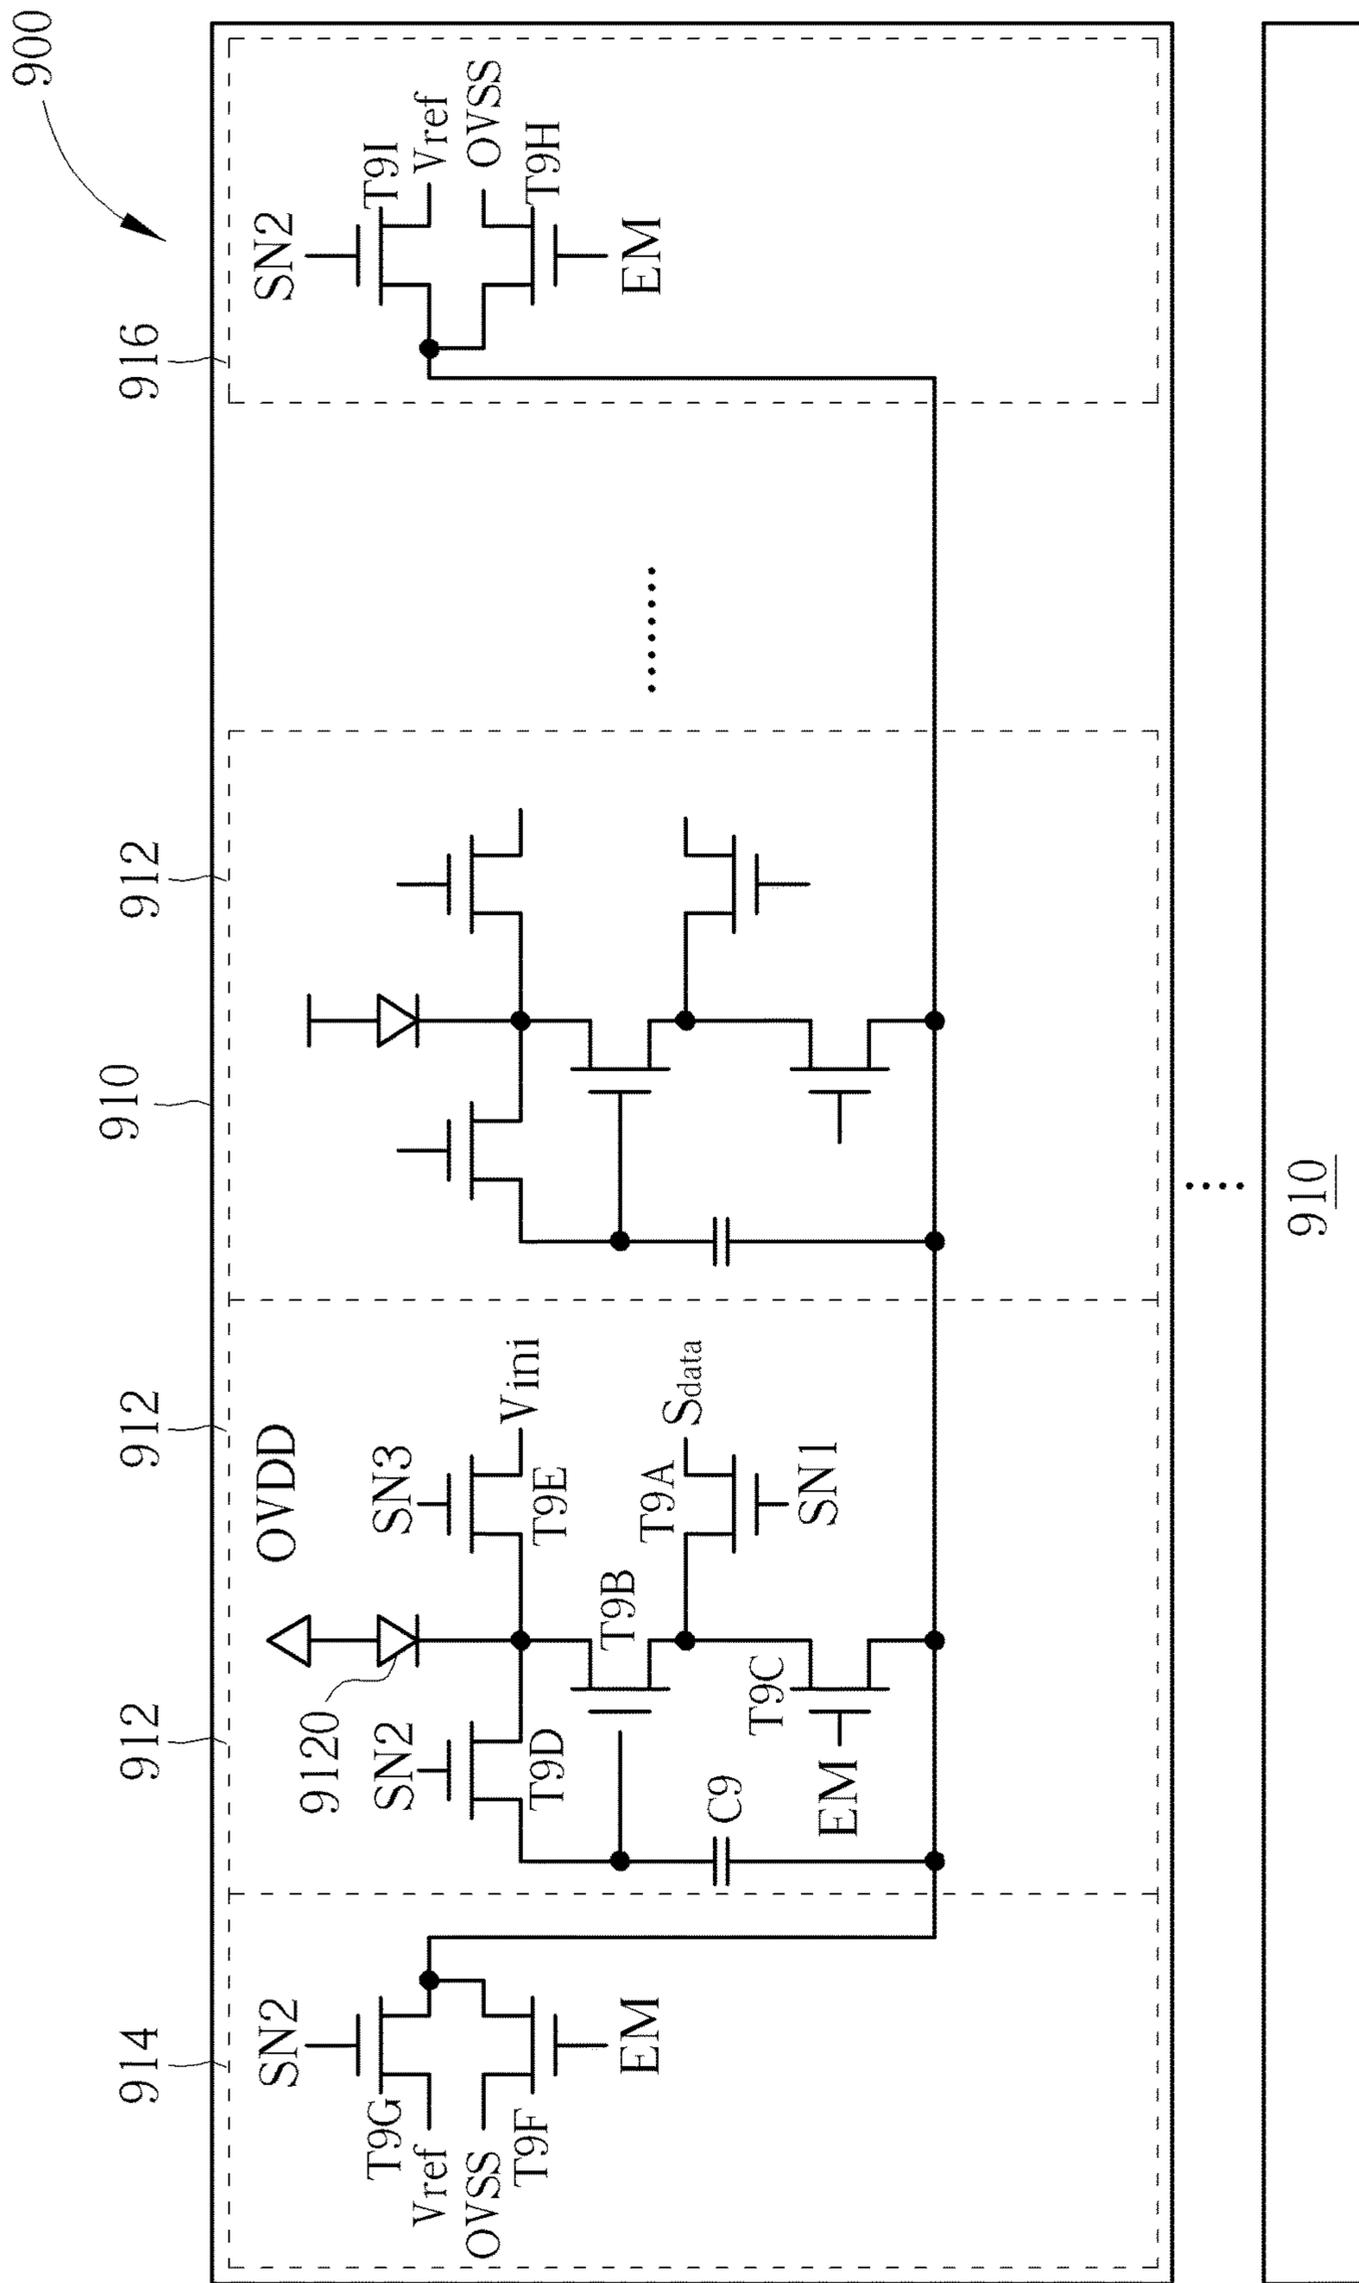 900
914
912
912
910
912
916
SN2
T9G
Vref
OVSS
T9F
EM
OVDD
9120
SN2
T9D
SN3
T9E
Vini
T9B
T9A
Sdata
SN1
C9
T9C
EM
SN2
T9I
Vref
OVSS
T9H
EM
910